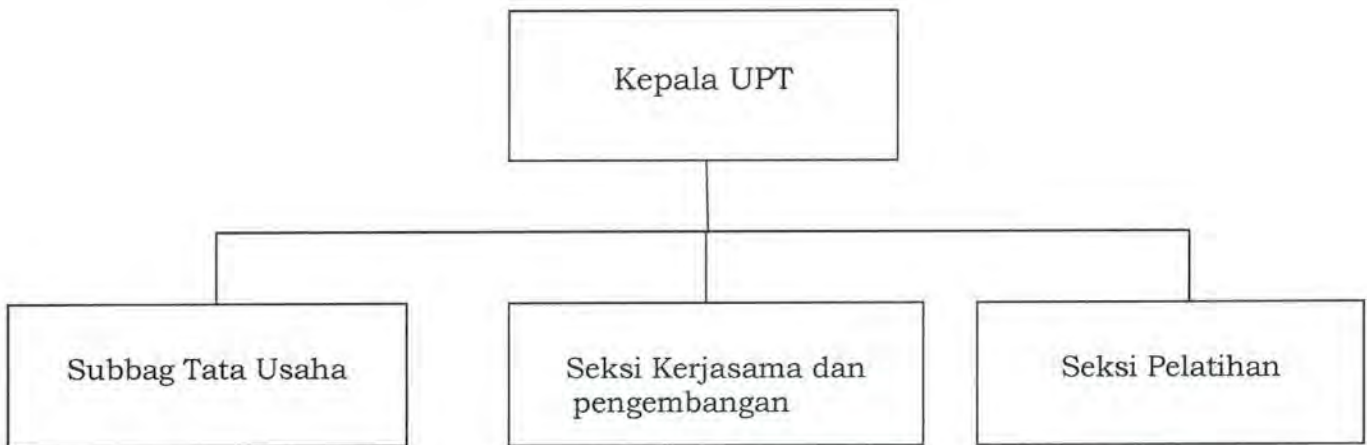 Kepala UPT
Subbag Tata Usaha
Seksi Kerjasama dan
pengembangan
Seksi Pelatihan